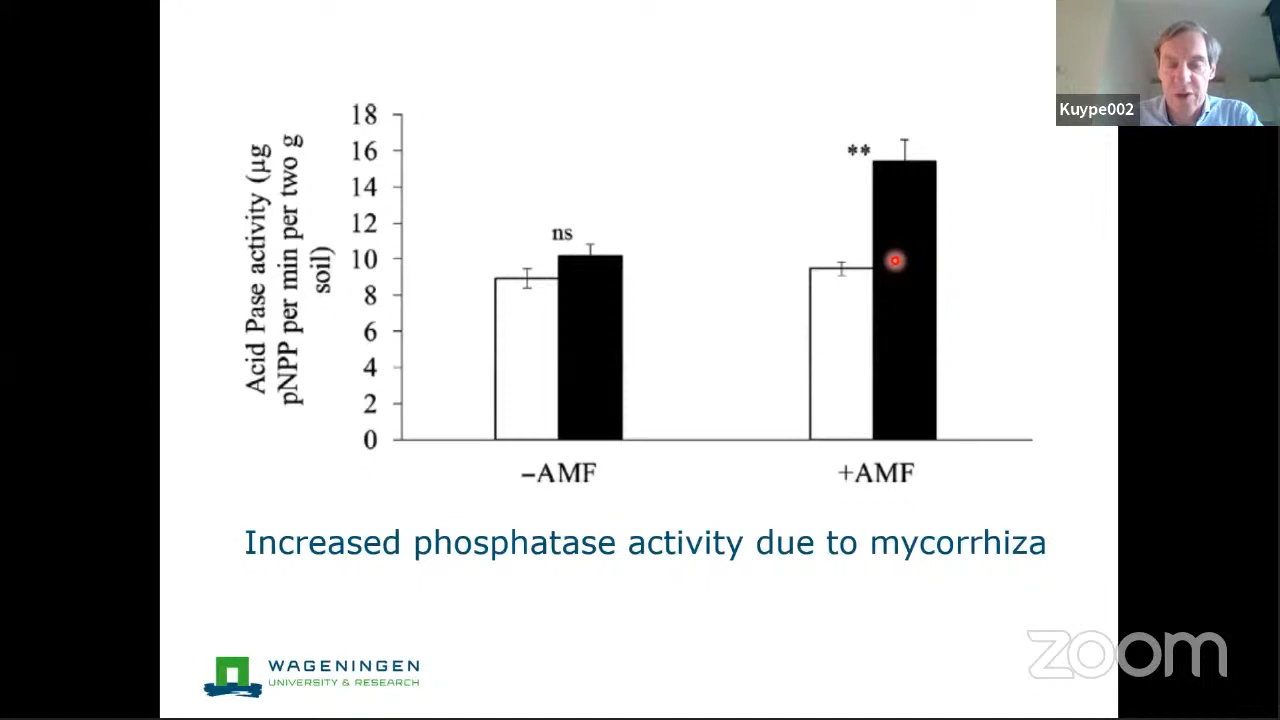 Kuype002
Acid Pase activity (µg
pNPP per min per two g
soil)
18
16
14
12
10
8
6
4
2
0
ns
**
–AMF
+AMF
Increased phosphatase activity due to mycorrhiza
WAGENINGEN
UNIVERSITY & RESEARCH
zoom